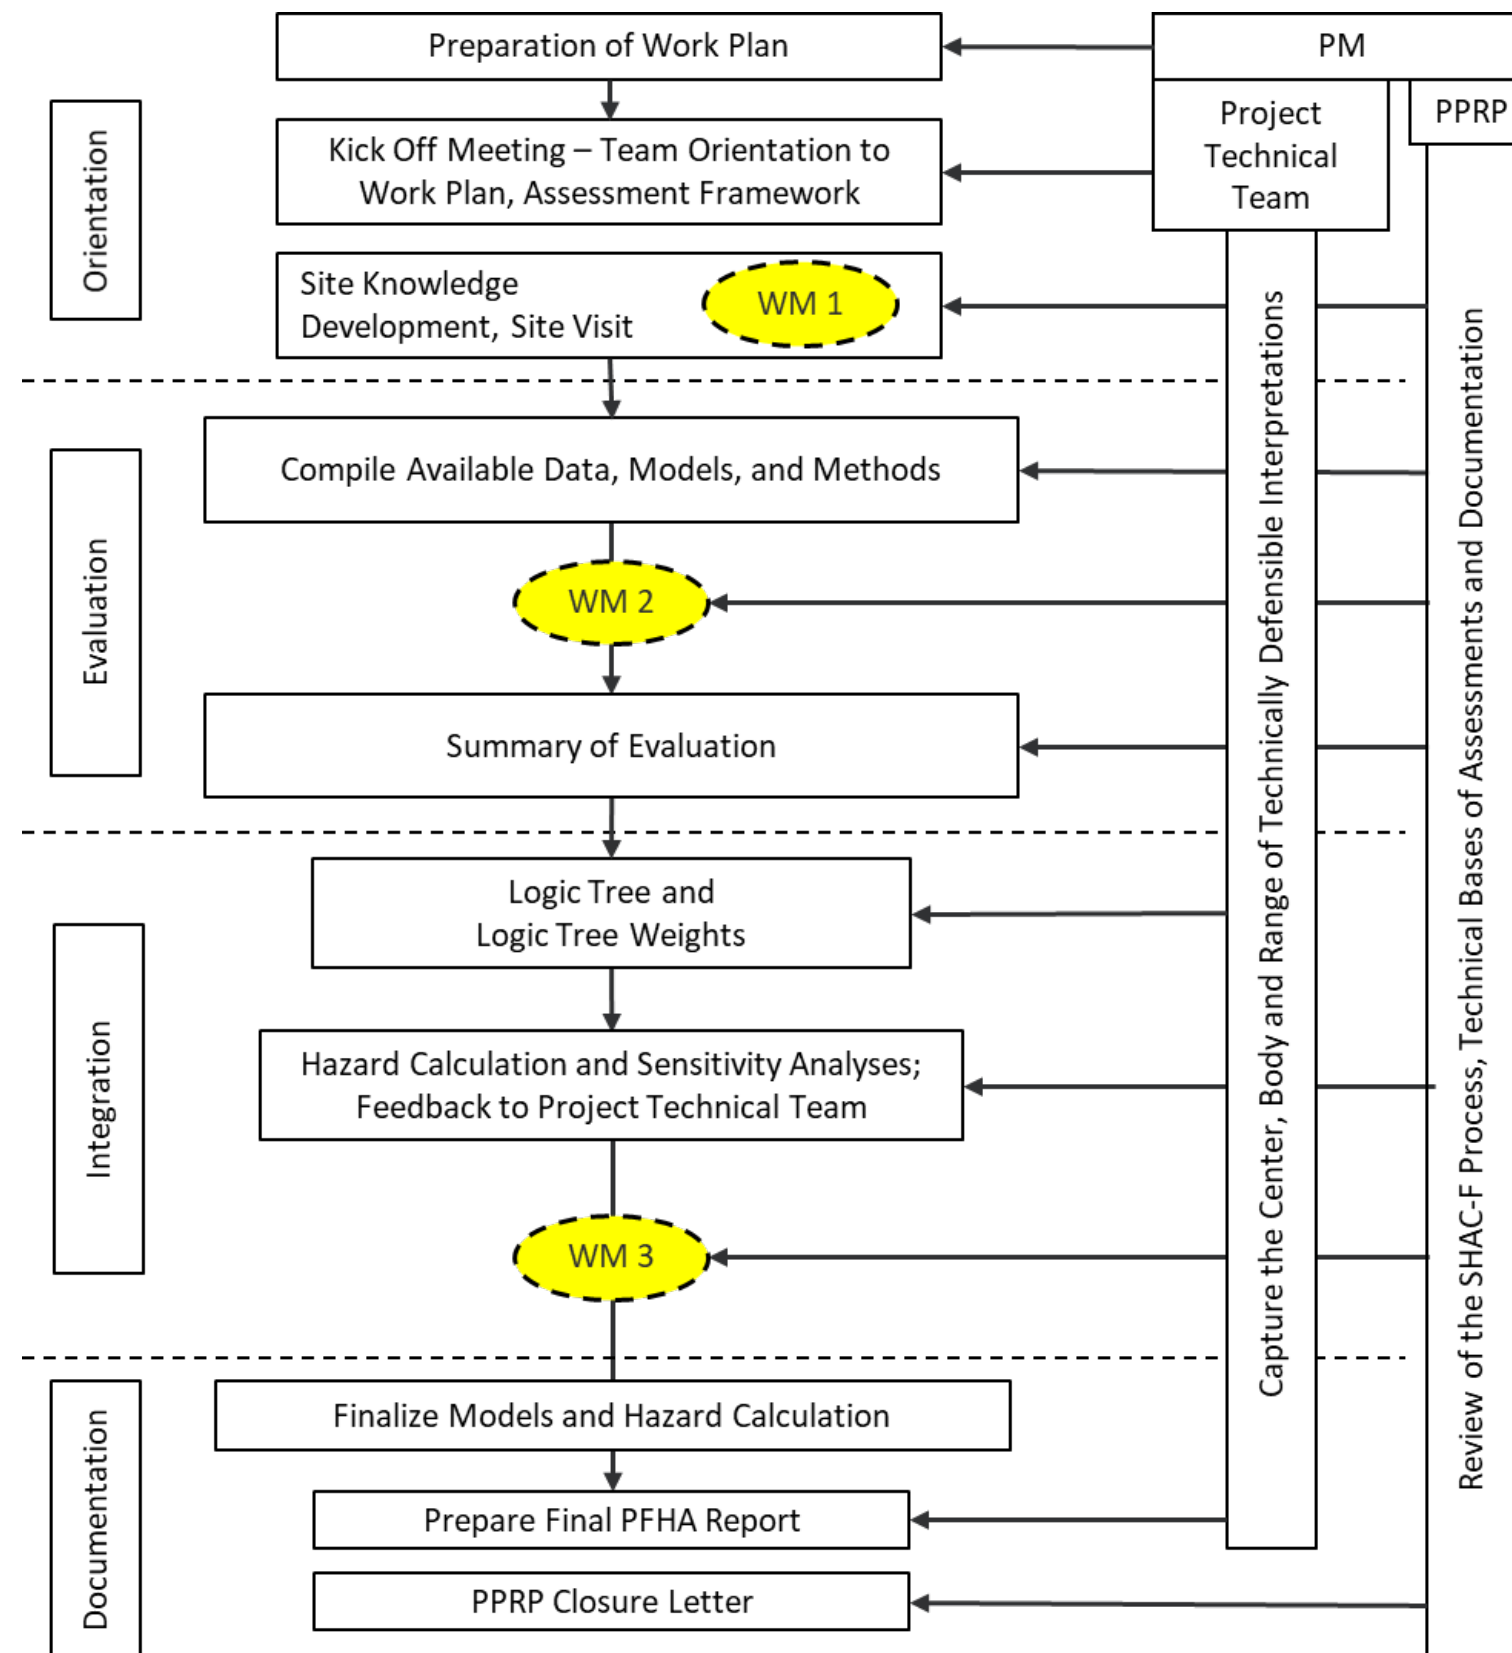 Preparation of Work Plan
PM
Project
Technical
Team
PPRP
Orientation
Kick Off Meeting – Team Orientation to
Work Plan, Assessment Framework
Site Knowledge
Development, Site Visit
WM 1
Evaluation
Compile Available Data, Models, and Methods
WM 2
Summary of Evaluation
Integration
Logic Tree and
Logic Tree Weights
Hazard Calculation and Sensitivity Analyses;
Feedback to Project Technical Team
WM 3
Documentation
Finalize Models and Hazard Calculation
Prepare Final PFHA Report
PPRP Closure Letter
Capture the Center, Body and Range of Technically Defensible Interpretations
Review of the SHAC-F Process, Technical Bases of Assessments and Documentation